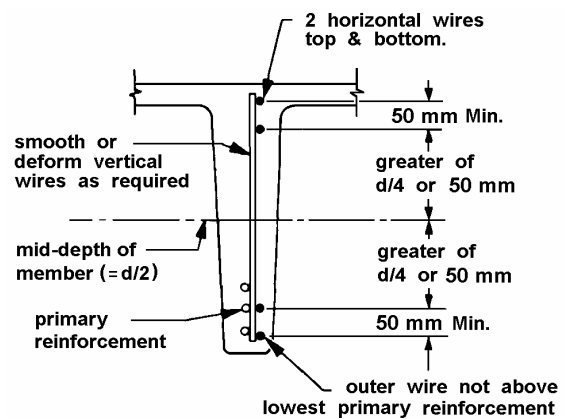 2 horizontal wires
top & bottom.
50 mm Min.
smooth or
deform vertical
wires as required
greater of
d/4 or 50 mm
mid-depth of
member (=d/2)
greater of
d/4 or 50 mm
primary
reinforcement
50 mm Min.
outer wire not above
lowest primary reinforcement